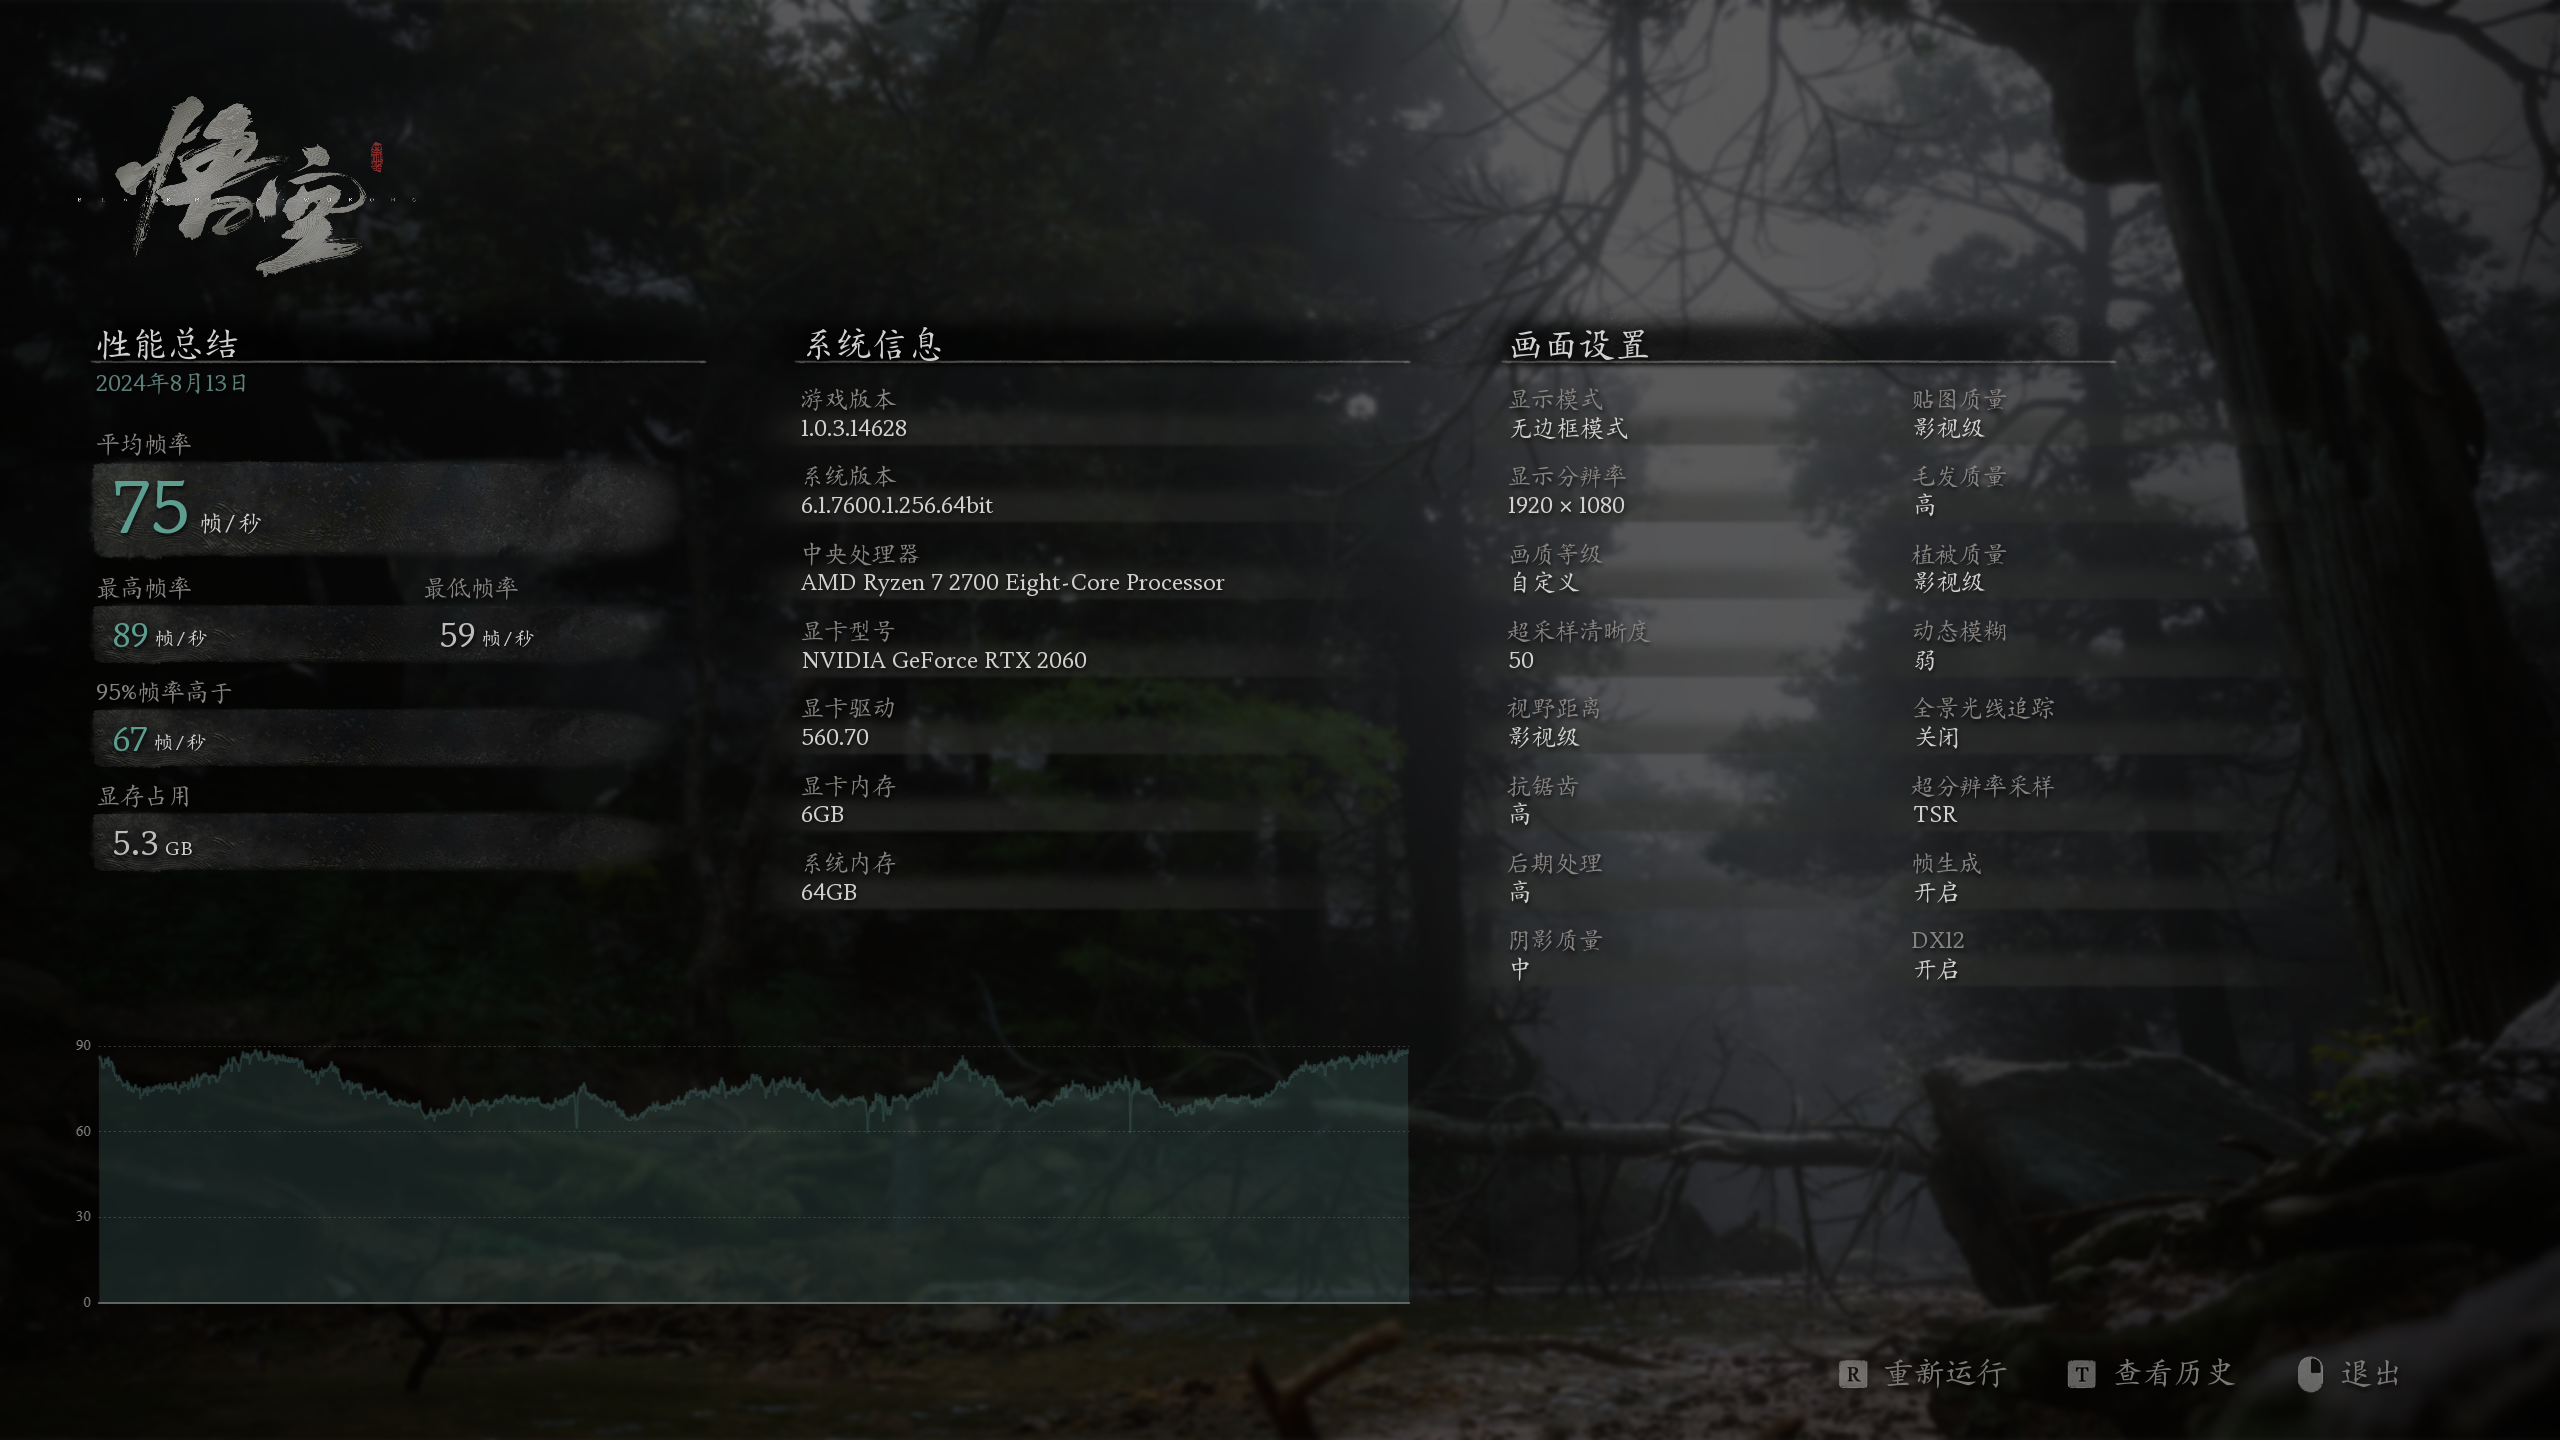 悟空
性能总结
2024年8月13日
平均帧率
75 帧/秒
最高帧率
89 帧/秒
最低帧率
59 帧/秒
95%帧率高于
67 帧/秒
显存占用
5.3 GB
系统信息
游戏版本
1.0.3.14628
系统版本
6.1.7600.1.256.64bit
中央处理器
AMD Ryzen 7 2700 Eight-Core Processor
显卡型号
NVIDIA GeForce RTX 2060
显卡驱动
560.70
显卡内存
6GB
系统内存
64GB
画面设置
显示模式
无边框模式
显示分辨率
1920 × 1080
画质等级
自定义
超采样清晰度
50
视野距离
影视级
抗锯齿
高
后期处理
高
阴影质量
中
贴图质量
影视级
毛发质量
高
植被质量
影视级
动态模糊
弱
全景光线追踪
关闭
超分辨率采样
TSR
帧生成
开启
DX12
开启
90
60
30
0
R 重新运行
T 查看历史
退出